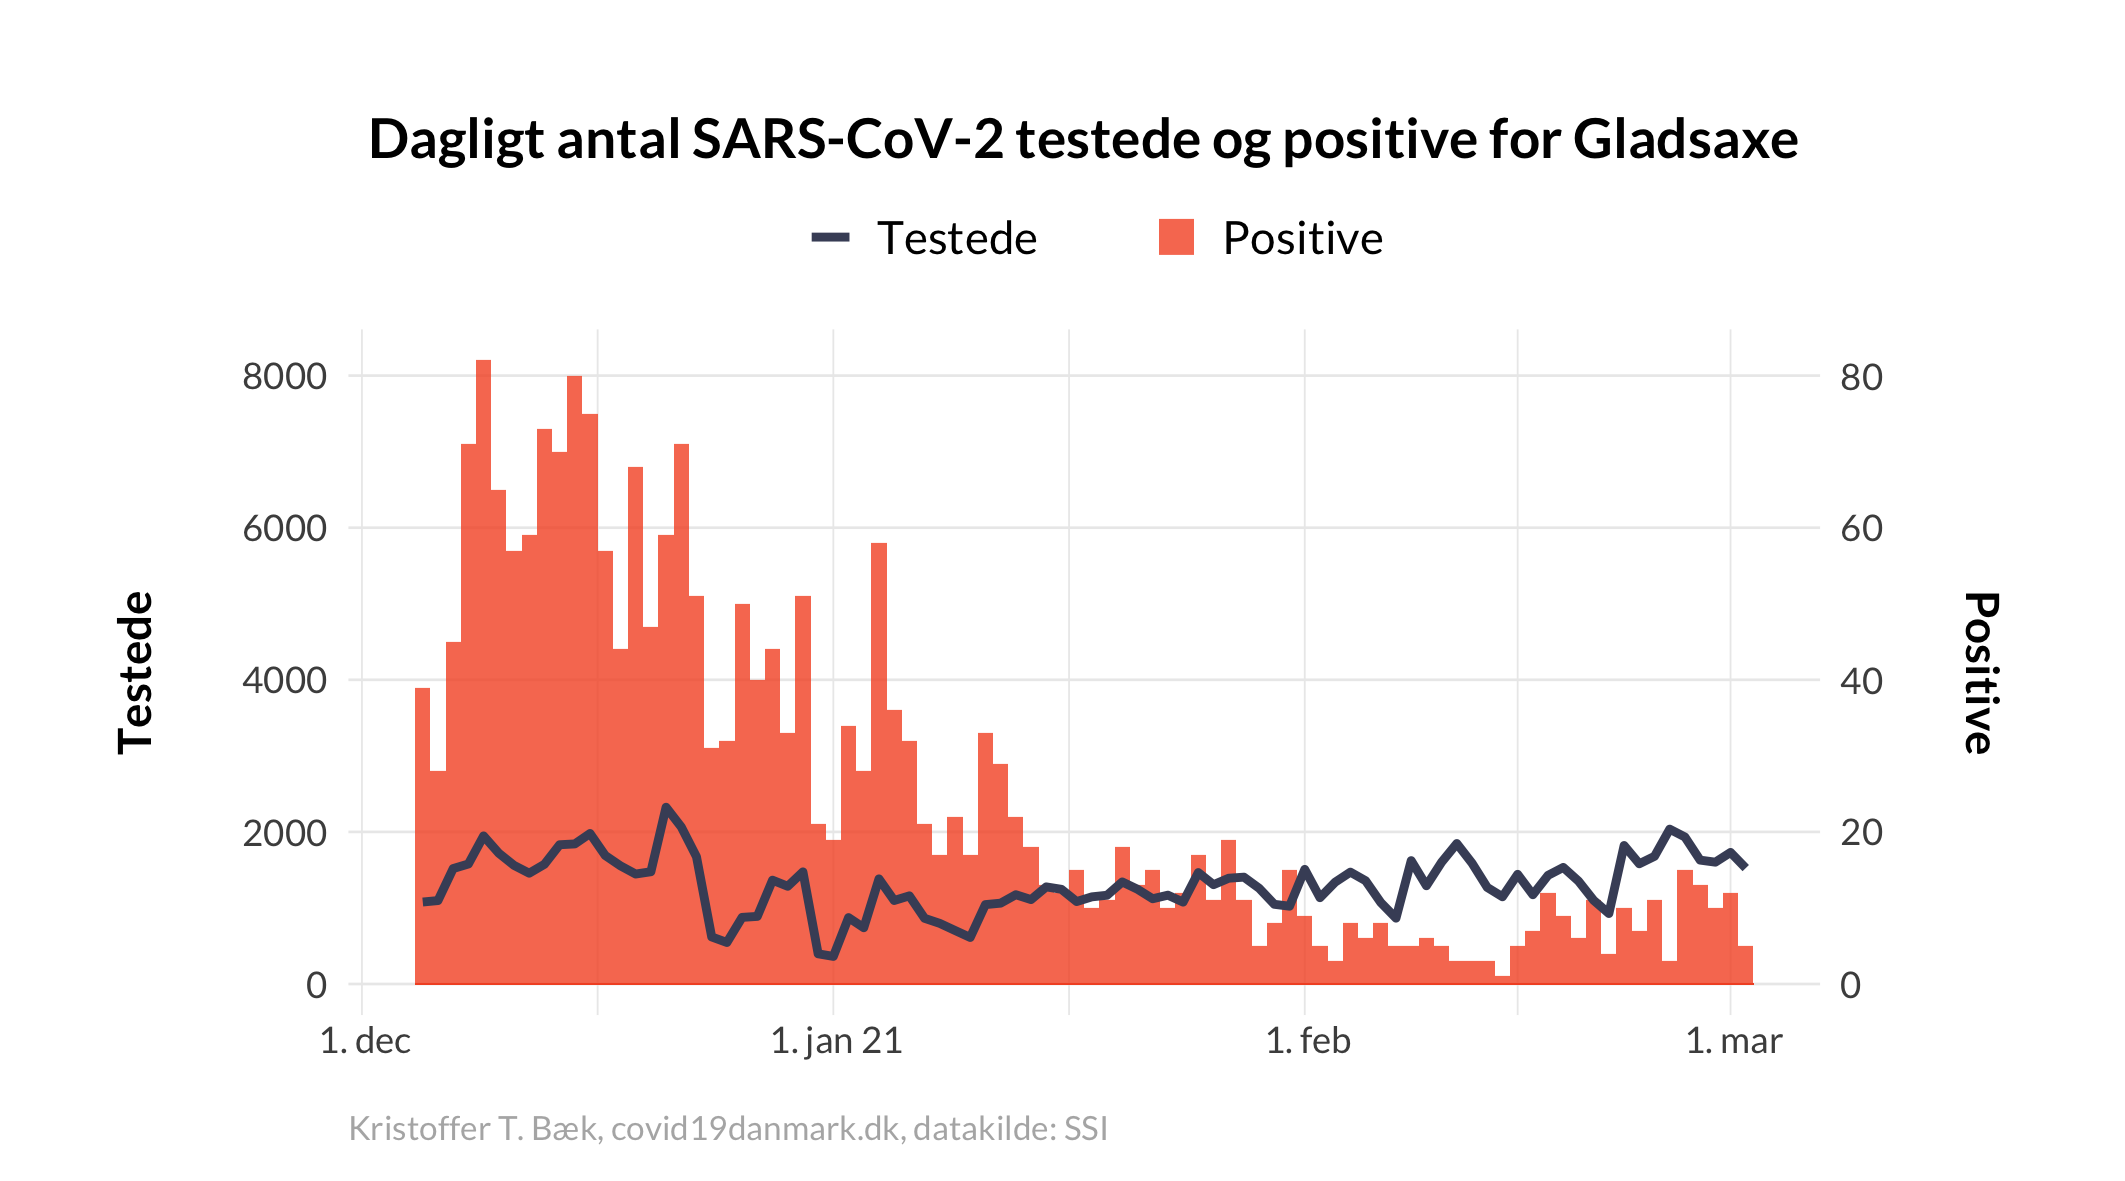 Dagligt antal SARS-CoV-2 testede og positive for Gladsaxe
Testede
Positive
8000
6000
4000
2000
0
Testede
80
60
40
20
0
Positive
1. dec
1. jan 21
1. feb
1. mar
Kristoffer T. Bæk, covid19danmark.dk, datakilde: SSI